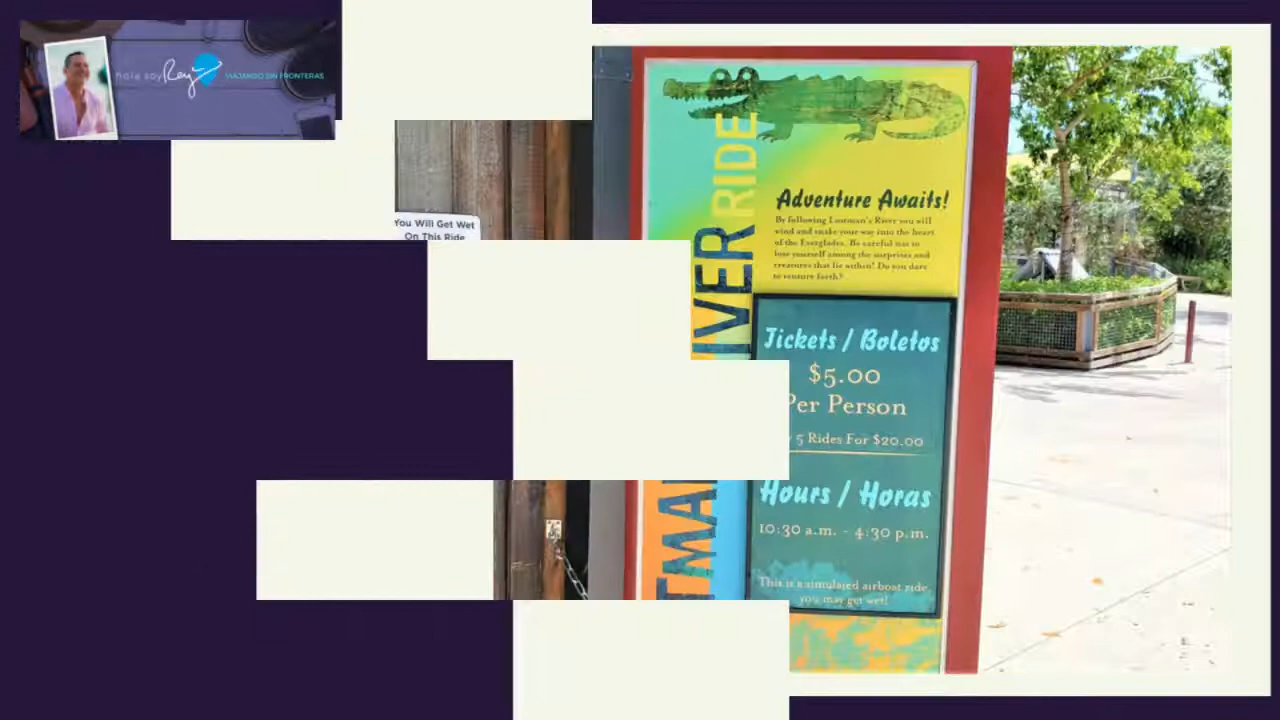 hola soy Rey
VIAJANDO SIN FRONTERAS
You Will Get Wet
On This Ride
TMA
IVER RIDE
Adventure Awaits!
By following Lostman's River you will
wind and make your way into the heart
of the Everglades. Be careful not to
lose yourself among the surprises and
creatures that lie within! Do you dare
to venture forth?
Tickets / Boletos
$5.00
Per Person
5 Rides For $20.00
Hours / Horas
10:30 a.m. - 4:30 p.m.
This is a simulated airboat ride,
you may get wet!